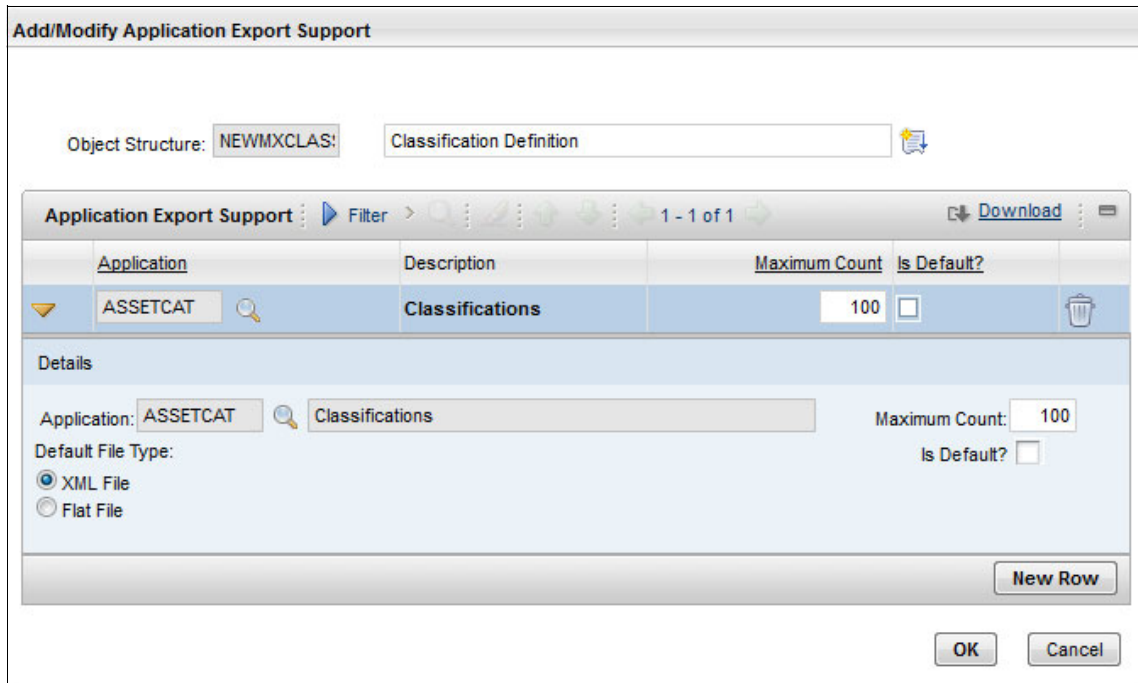 Add/Modify Application Export Support
Object Structure: NEWMXCLAS Classification Definition
Application Export Support Filter > 1 - 1 of 1 Download
Application Description Maximum Count Is Default?
ASSETCAT Classifications 100
Details
Application: ASSETCAT Classifications Maximum Count: 100
Default File Type: Is Default?
XML File
Flat File
New Row
OK Cancel